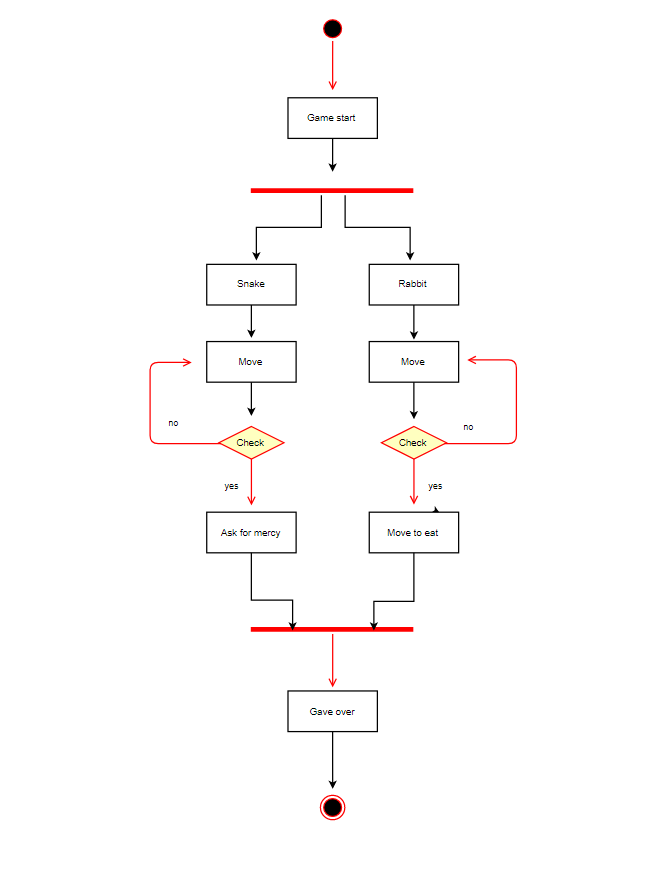 Game start
Snake
Rabbit
Move
Move
no
no
Check
Check
yes
yes
Ask for mercy
Move to eat
Gave over